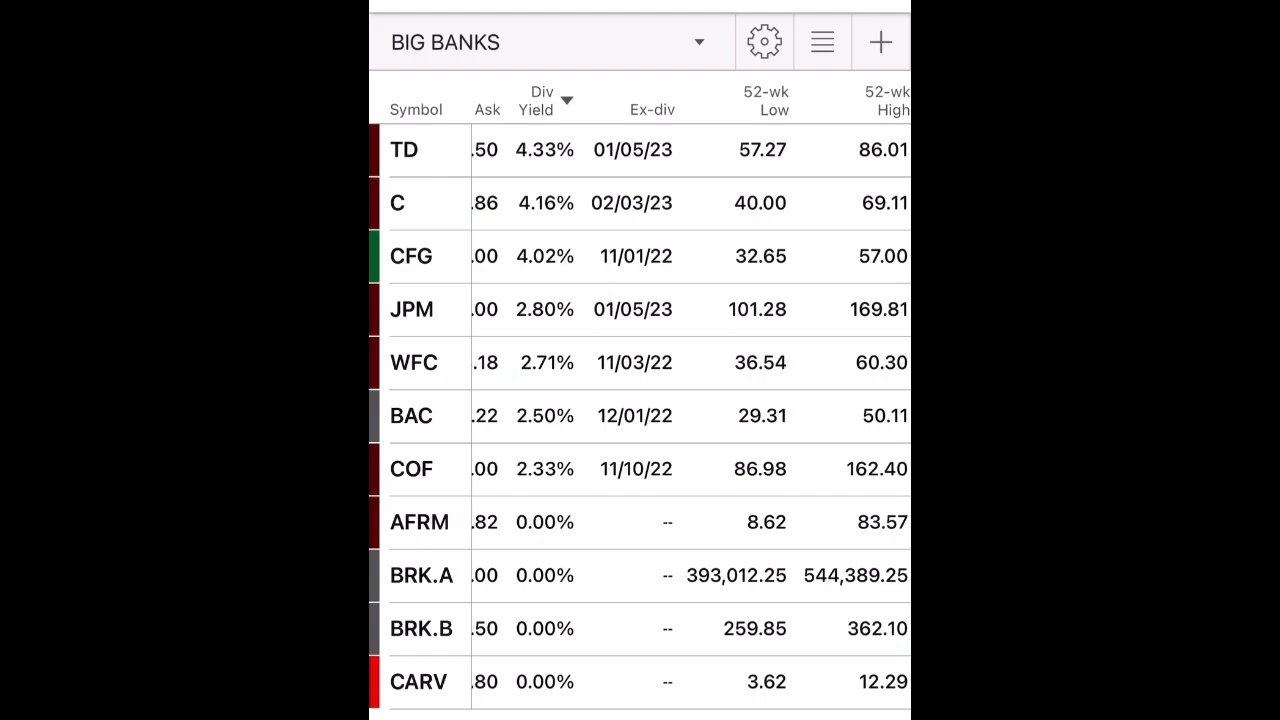 BIG BANKS
Symbol Ask Div Yield Ex-div 52-wk Low 52-wk High
TD .50 4.33% 01/05/23 57.27 86.01
C .86 4.16% 02/03/23 40.00 69.11
CFG .00 4.02% 11/01/22 32.65 57.00
JPM .00 2.80% 01/05/23 101.28 169.81
WFC .18 2.71% 11/03/22 36.54 60.30
BAC .22 2.50% 12/01/22 29.31 50.11
COF .00 2.33% 11/10/22 86.98 162.40
AFRM .82 0.00% -- 8.62 83.57
BRK.A .00 0.00% -- 393,012.25 544,389.25
BRK.B .50 0.00% -- 259.85 362.10
CARV .80 0.00% -- 3.62 12.29